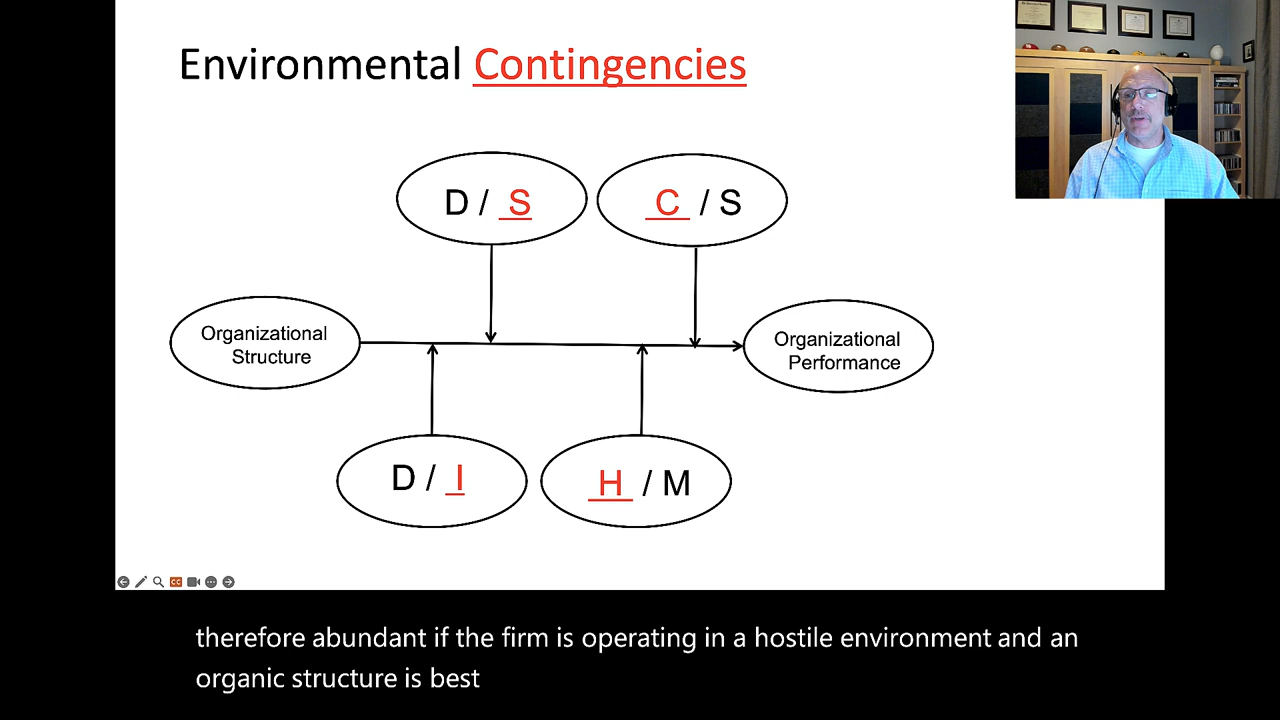 Environmental Contingencies
D / S
C / S
Organizational
Structure
Organizational
Performance
D / I
H / M
CC
therefore abundant if the firm is operating in a hostile environment and an
organic structure is best